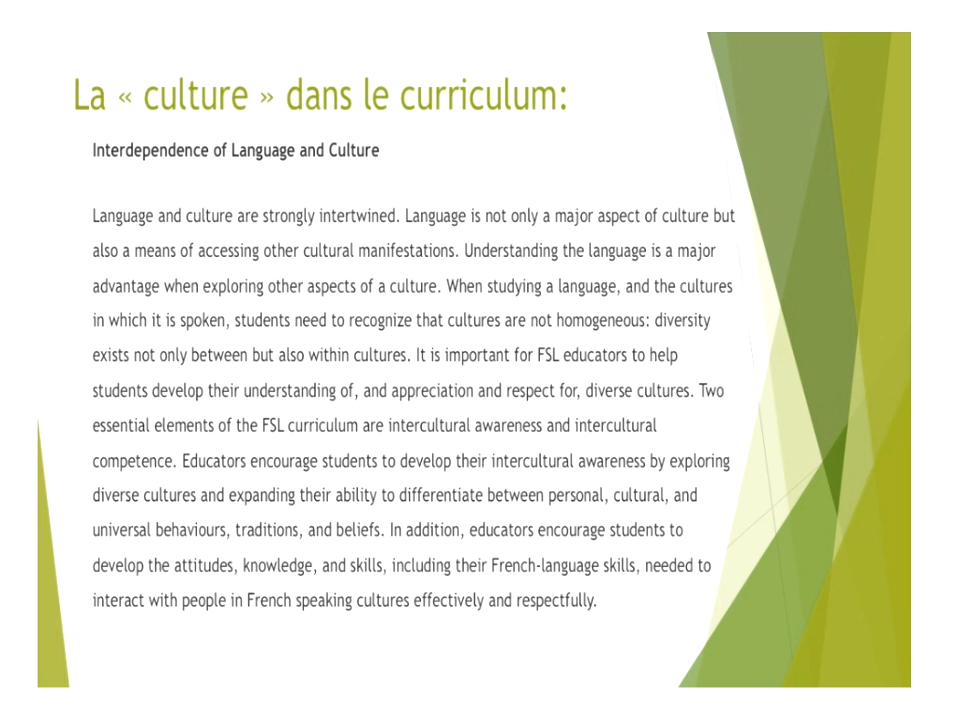 La « culture » dans le curriculum:
Interdependence of Language and Culture
Language and culture are strongly intertwined. Language is not only a major aspect of culture but
also a means of accessing other cultural manifestations. Understanding the language is a major
advantage when exploring other aspects of a culture. When studying a language, and the cultures
in which it is spoken, students need to recognize that cultures are not homogeneous: diversity
exists not only between but also within cultures. It is important for FSL educators to help
students develop their understanding of, and appreciation and respect for, diverse cultures. Two
essential elements of the FSL curriculum are intercultural awareness and intercultural
competence. Educators encourage students to develop their intercultural awareness by exploring
diverse cultures and expanding their ability to differentiate between personal, cultural, and
universal behaviours, traditions, and beliefs. In addition, educators encourage students to
develop the attitudes, knowledge, and skills, including their French-language skills, needed to
interact with people in French speaking cultures effectively and respectfully.